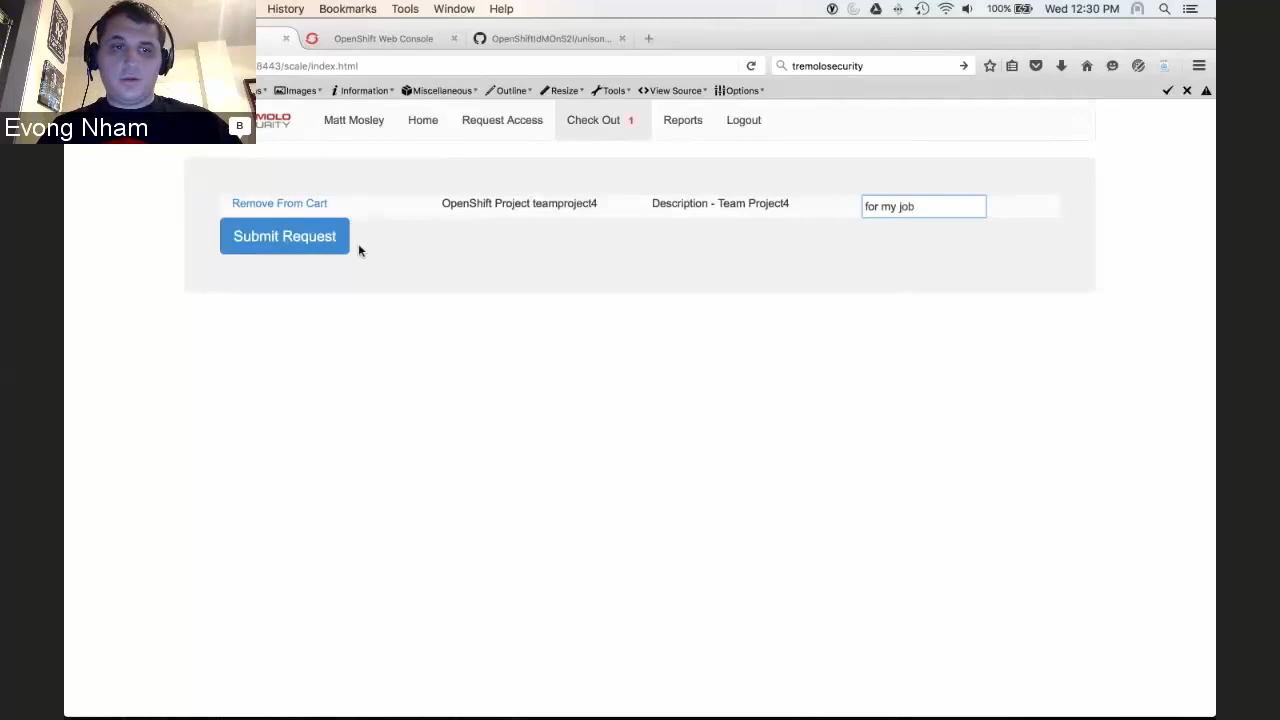 History Bookmarks Tools Window Help 100% Wed 12:30 PM
OpenShift Web Console
8443/scale/index.html tremolosecurity
Images Information Miscellaneous Outline Resize Tools View Source Options
Evong Nham B
MOLO
URITY
Matt Mosley Home Request Access Check Out 1 Reports Logout
Remove From Cart OpenShift Project teamproject4 Description - Team Project4 for my job
Submit Request